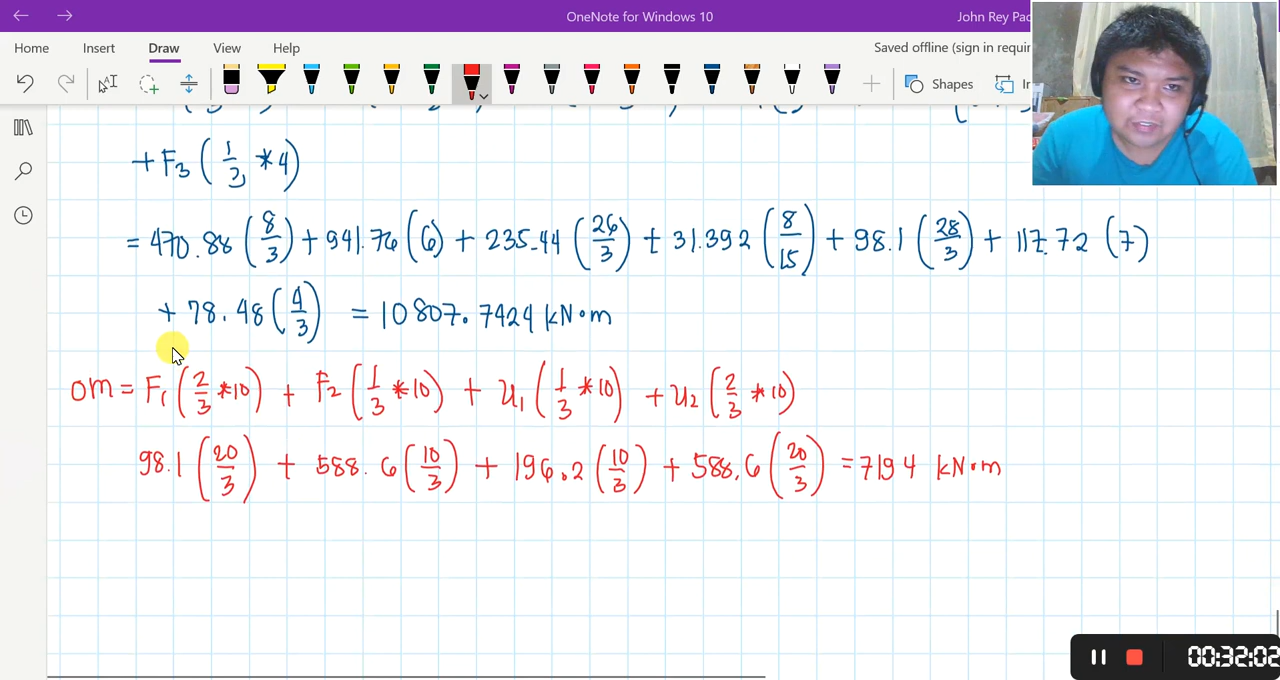 OneNote for Windows 10
John Rey Pac
Home Insert Draw View Help
Saved offline (sign in requir
Shapes
In
+ F3 (1/3 * 4)
= 470.88 (8/3) + 941.76 (6) + 235.44 (26/3) + 31.392 (8/15) + 98.1 (28/3) + 117.72 (7)
+ 78.48 (4/3) = 10807.7424 kN·m
OM = F1 (2/3 * 10) + F2 (1/3 * 10) + U1 (1/3 * 10) + U2 (2/3 * 10)
98.1 (20/3) + 588.6 (10/3) + 196.2 (10/3) + 588.6 (20/3) = 7194 kN·m
00:32:02